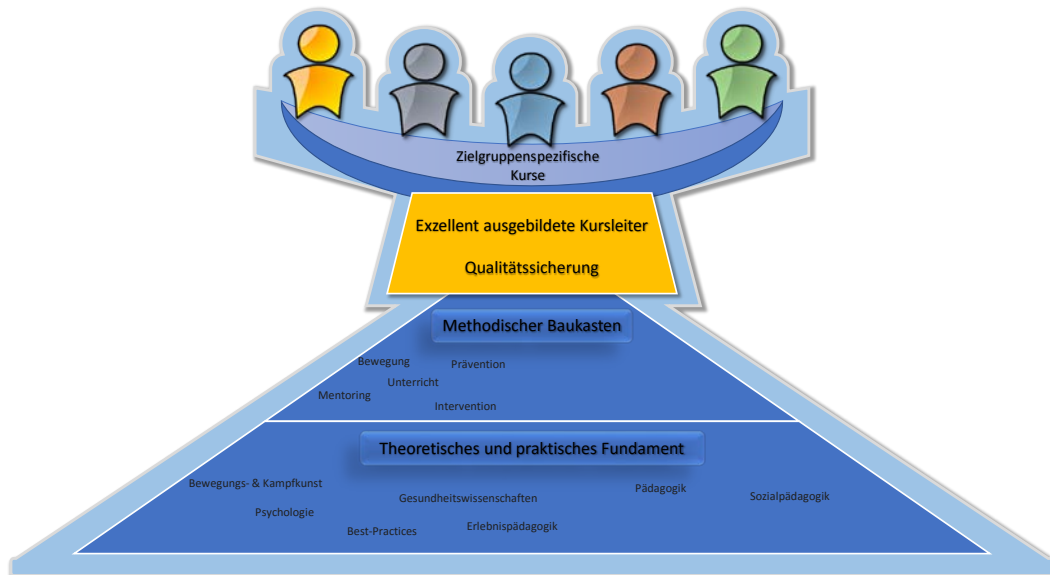 Zielgruppenspezifische
Kurse
Exzellent ausgebildete Kursleiter
Qualitätssicherung
Methodischer Baukasten
Bewegung
Prävention
Unterricht
Mentoring
Intervention
Theoretisches und praktisches Fundament
Bewegungs- & Kampfkunst
Pädagogik
Gesundheitswissenschaften
Sozialpädagogik
Psychologie
Erlebnispädagogik
Best-Practices